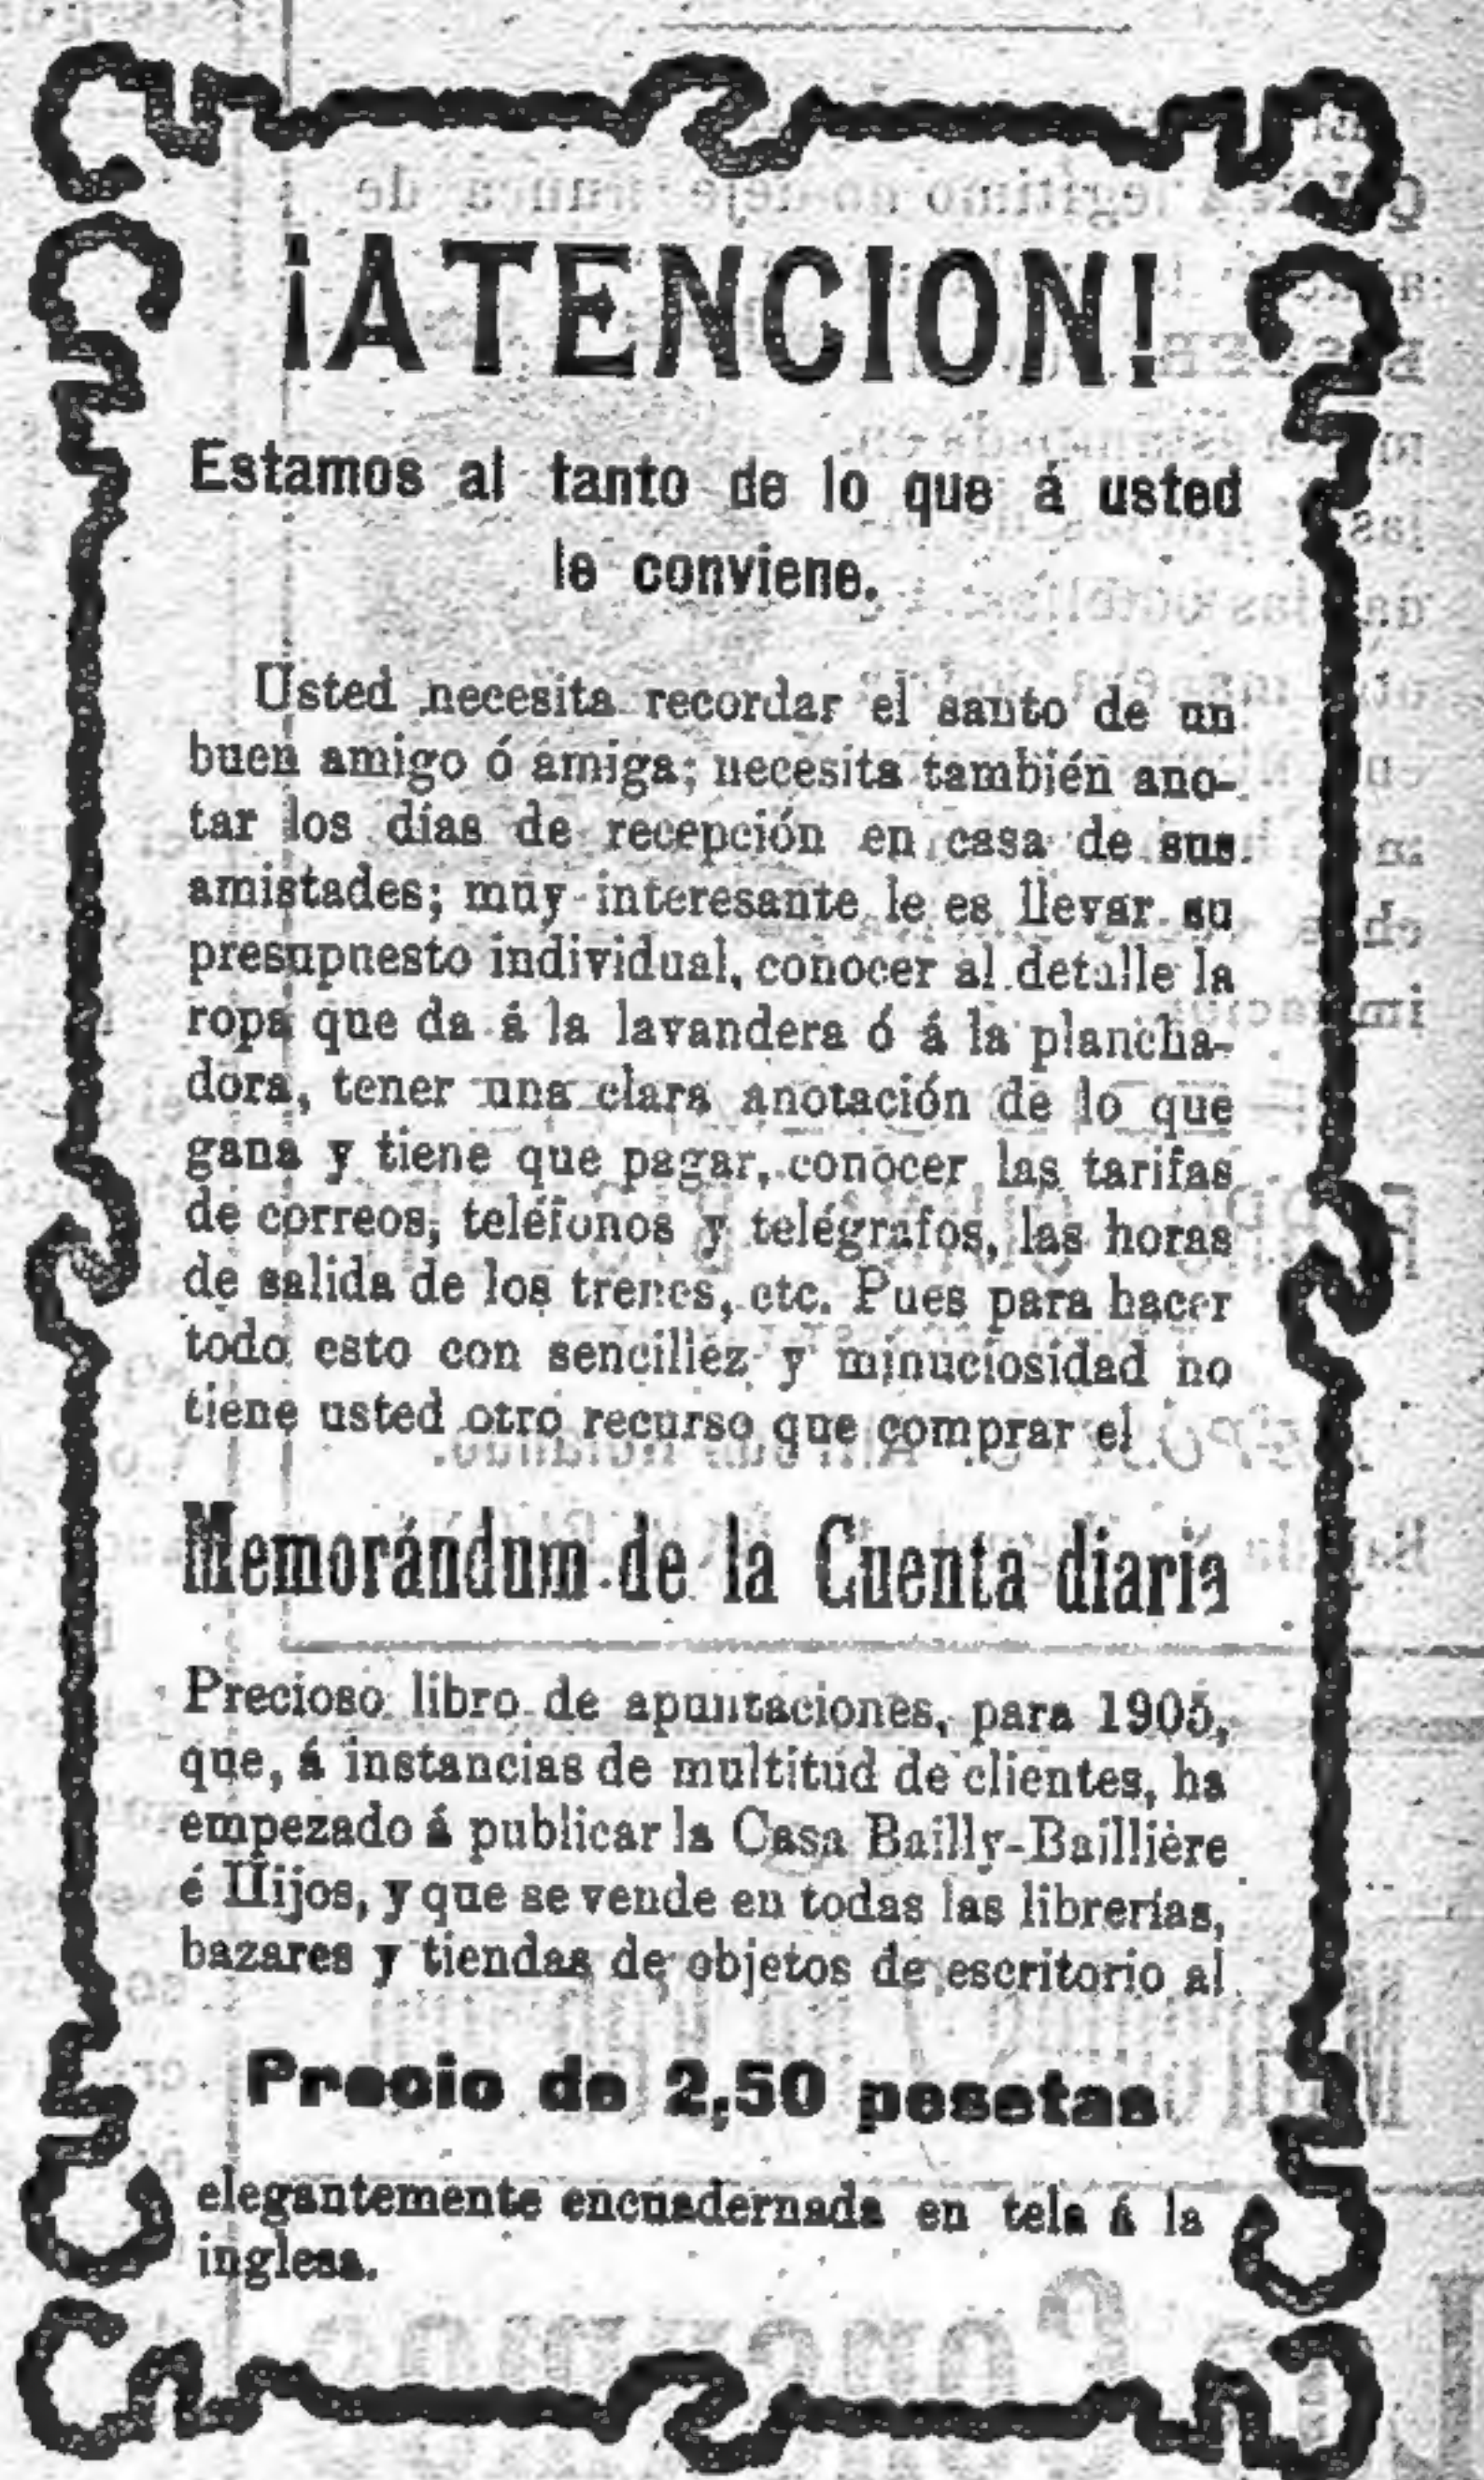 ¡ATENCION!
Estamos al tanto de lo que á usted
le conviene.
Usted necesita recordar el santo de un
buen amigo ó amiga; necesita también ano-
tar los días de recepción en casa de sus
amistades; muy interesante le es llevar su
presupuesto individual, conocer al detalle la
ropa que da á la lavandera ó á la plancha-
dora, tener una clara anotación de lo que
gana y tiene que pagar, conocer las tarifas
de correos, teléfonos y telégrafos, las horas
de salida de los trenes, etc. Pues para hacer
todo esto con sencillez y minuciosidad no
tiene usted otro recurso que comprar el
Memorándum de la Cuenta diaria
Precioso libro de apuntaciones, para 1905,
que, á instancias de multitud de clientes, ha
empezado á publicar la Casa Bailly-Baillière
é Hijos, y que se vende en todas las librerías,
bazares y tiendas de objetos de escritorio al
Precio de 2,50 pesetas
elegantemente encuadernada en tela á la
inglesa.